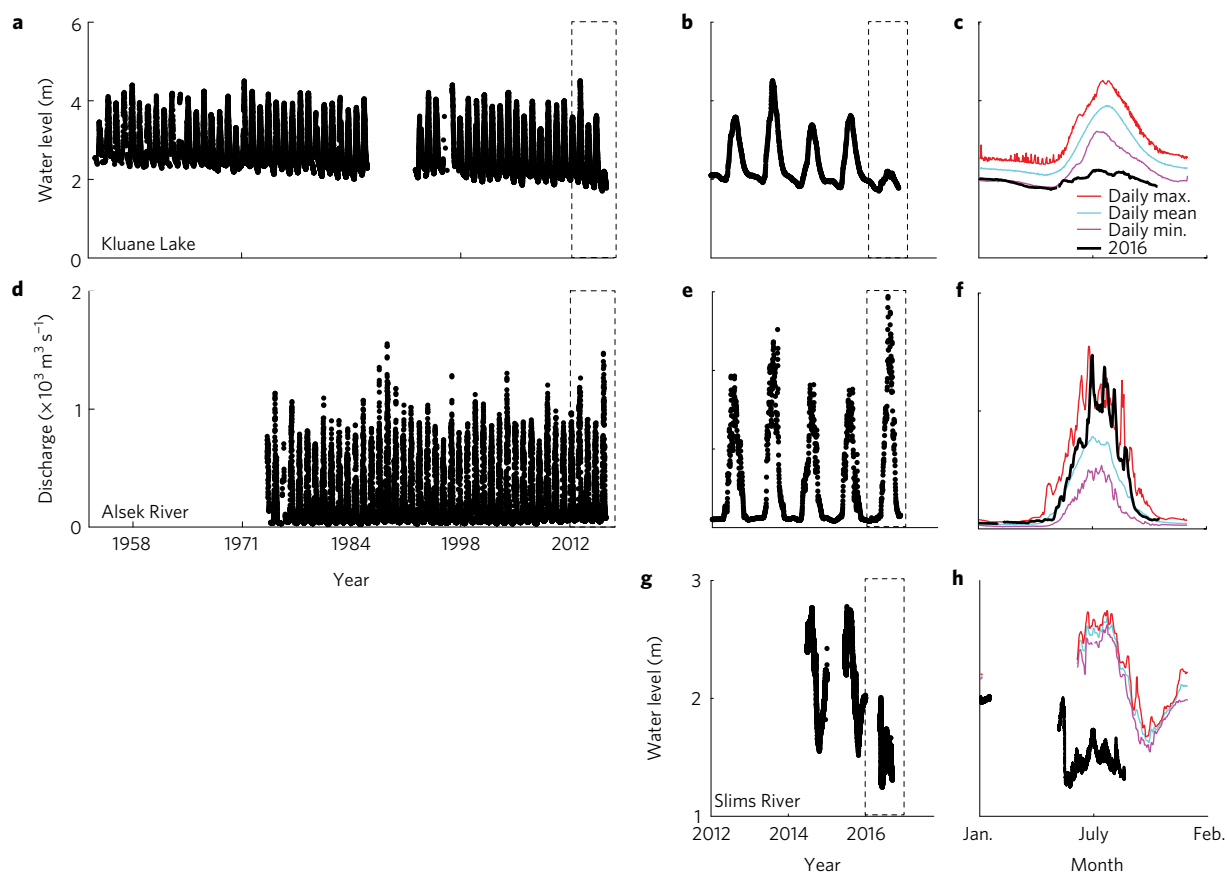 a
b
c
Water level (m)
6
4
2
0
Kluane Lake
Daily max.
Daily mean
Daily min.
2016
d
e
f
Discharge (×10³ m³ s⁻¹)
2
1
0
Alsek River
1958
1971
1984
1998
2012
Year
g
h
Water level (m)
3
2
1
Slims River
2012
2014
2016
Year
Jan.
July
Feb.
Month